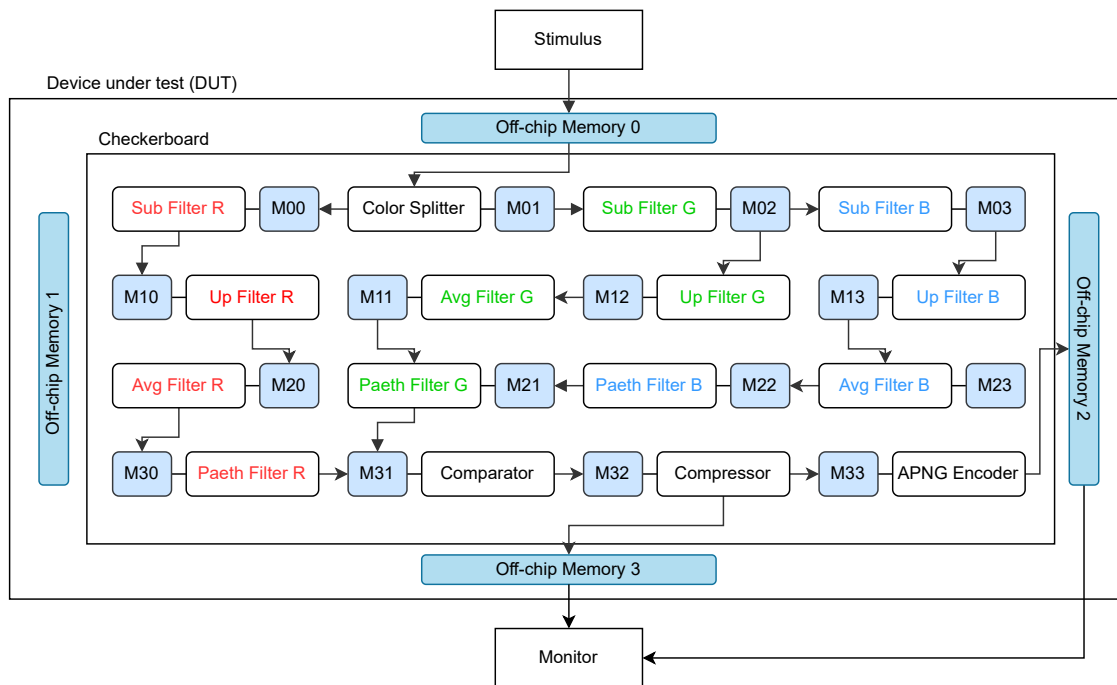 Stimulus
Device under test (DUT)
Off-chip Memory 0
Checkerboard
Sub Filter R
M00
Color Splitter
M01
Sub Filter G
M02
Sub Filter B
M03
Off-chip Memory 1
M10
Up Filter R
M11
Avg Filter G
M12
Up Filter G
M13
Up Filter B
Off-chip Memory 2
Avg Filter R
M20
Paeth Filter G
M21
Paeth Filter B
M22
Avg Filter B
M23
M30
Paeth Filter R
M31
Comparator
M32
Compressor
M33
APNG Encoder
Off-chip Memory 3
Monitor